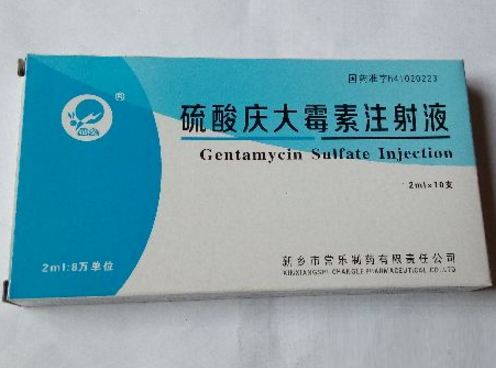 国药准字h41020223
®
硫酸庆大霉素注射液
Gentamycin Sulfate Injection
2ml×10支
2ml:8万单位
新乡市常乐制药有限责任公司
XINXIANGSHI CHANGLE PHARMACEUTICAL CO.,LTD